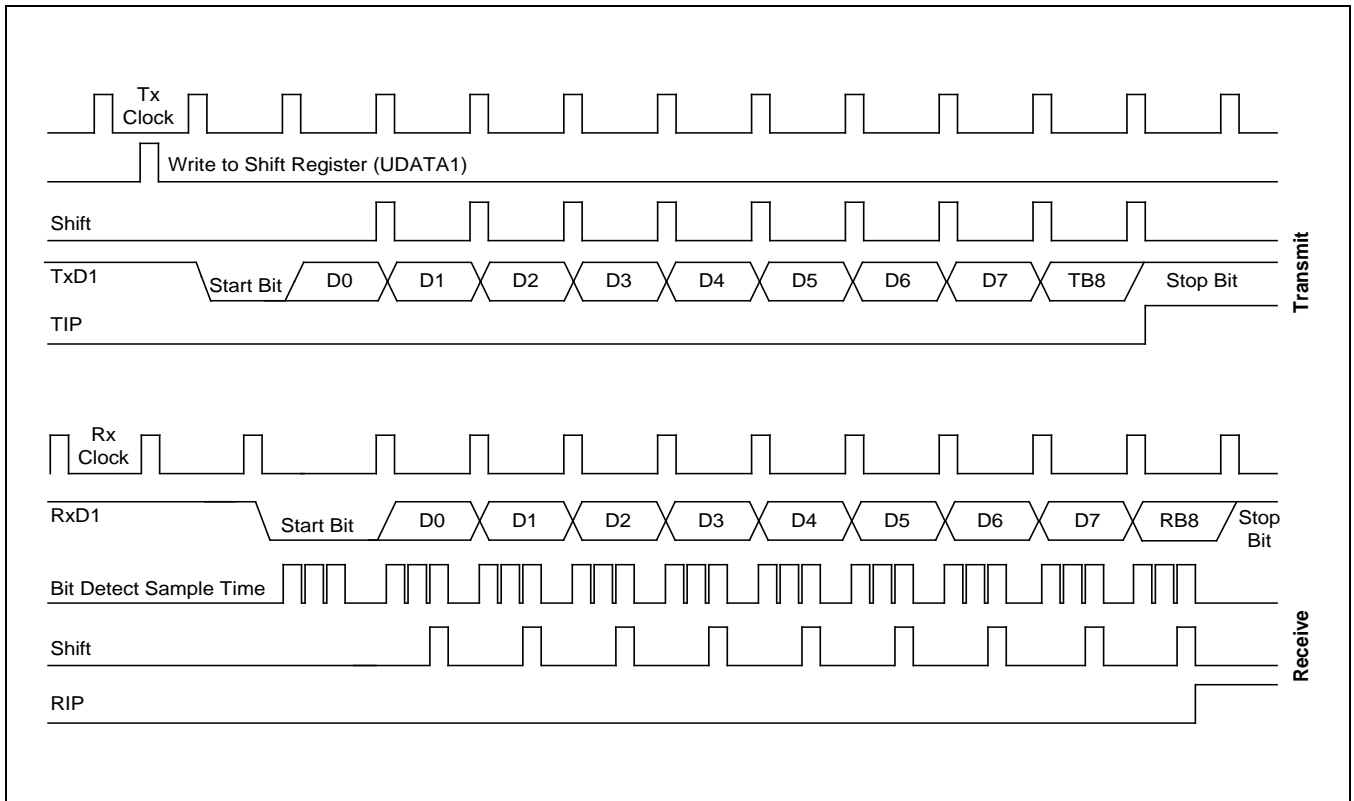 Tx
Clock
Write to Shift Register (UDATA1)
Shift
TxD1
Start Bit
D0
D1
D2
D3
D4
D5
D6
D7
TB8
Stop Bit
TIP
Transmit
Rx
Clock
RxD1
Start Bit
D0
D1
D2
D3
D4
D5
D6
D7
RB8
Stop
Bit
Bit Detect Sample Time
Shift
RIP
Receive